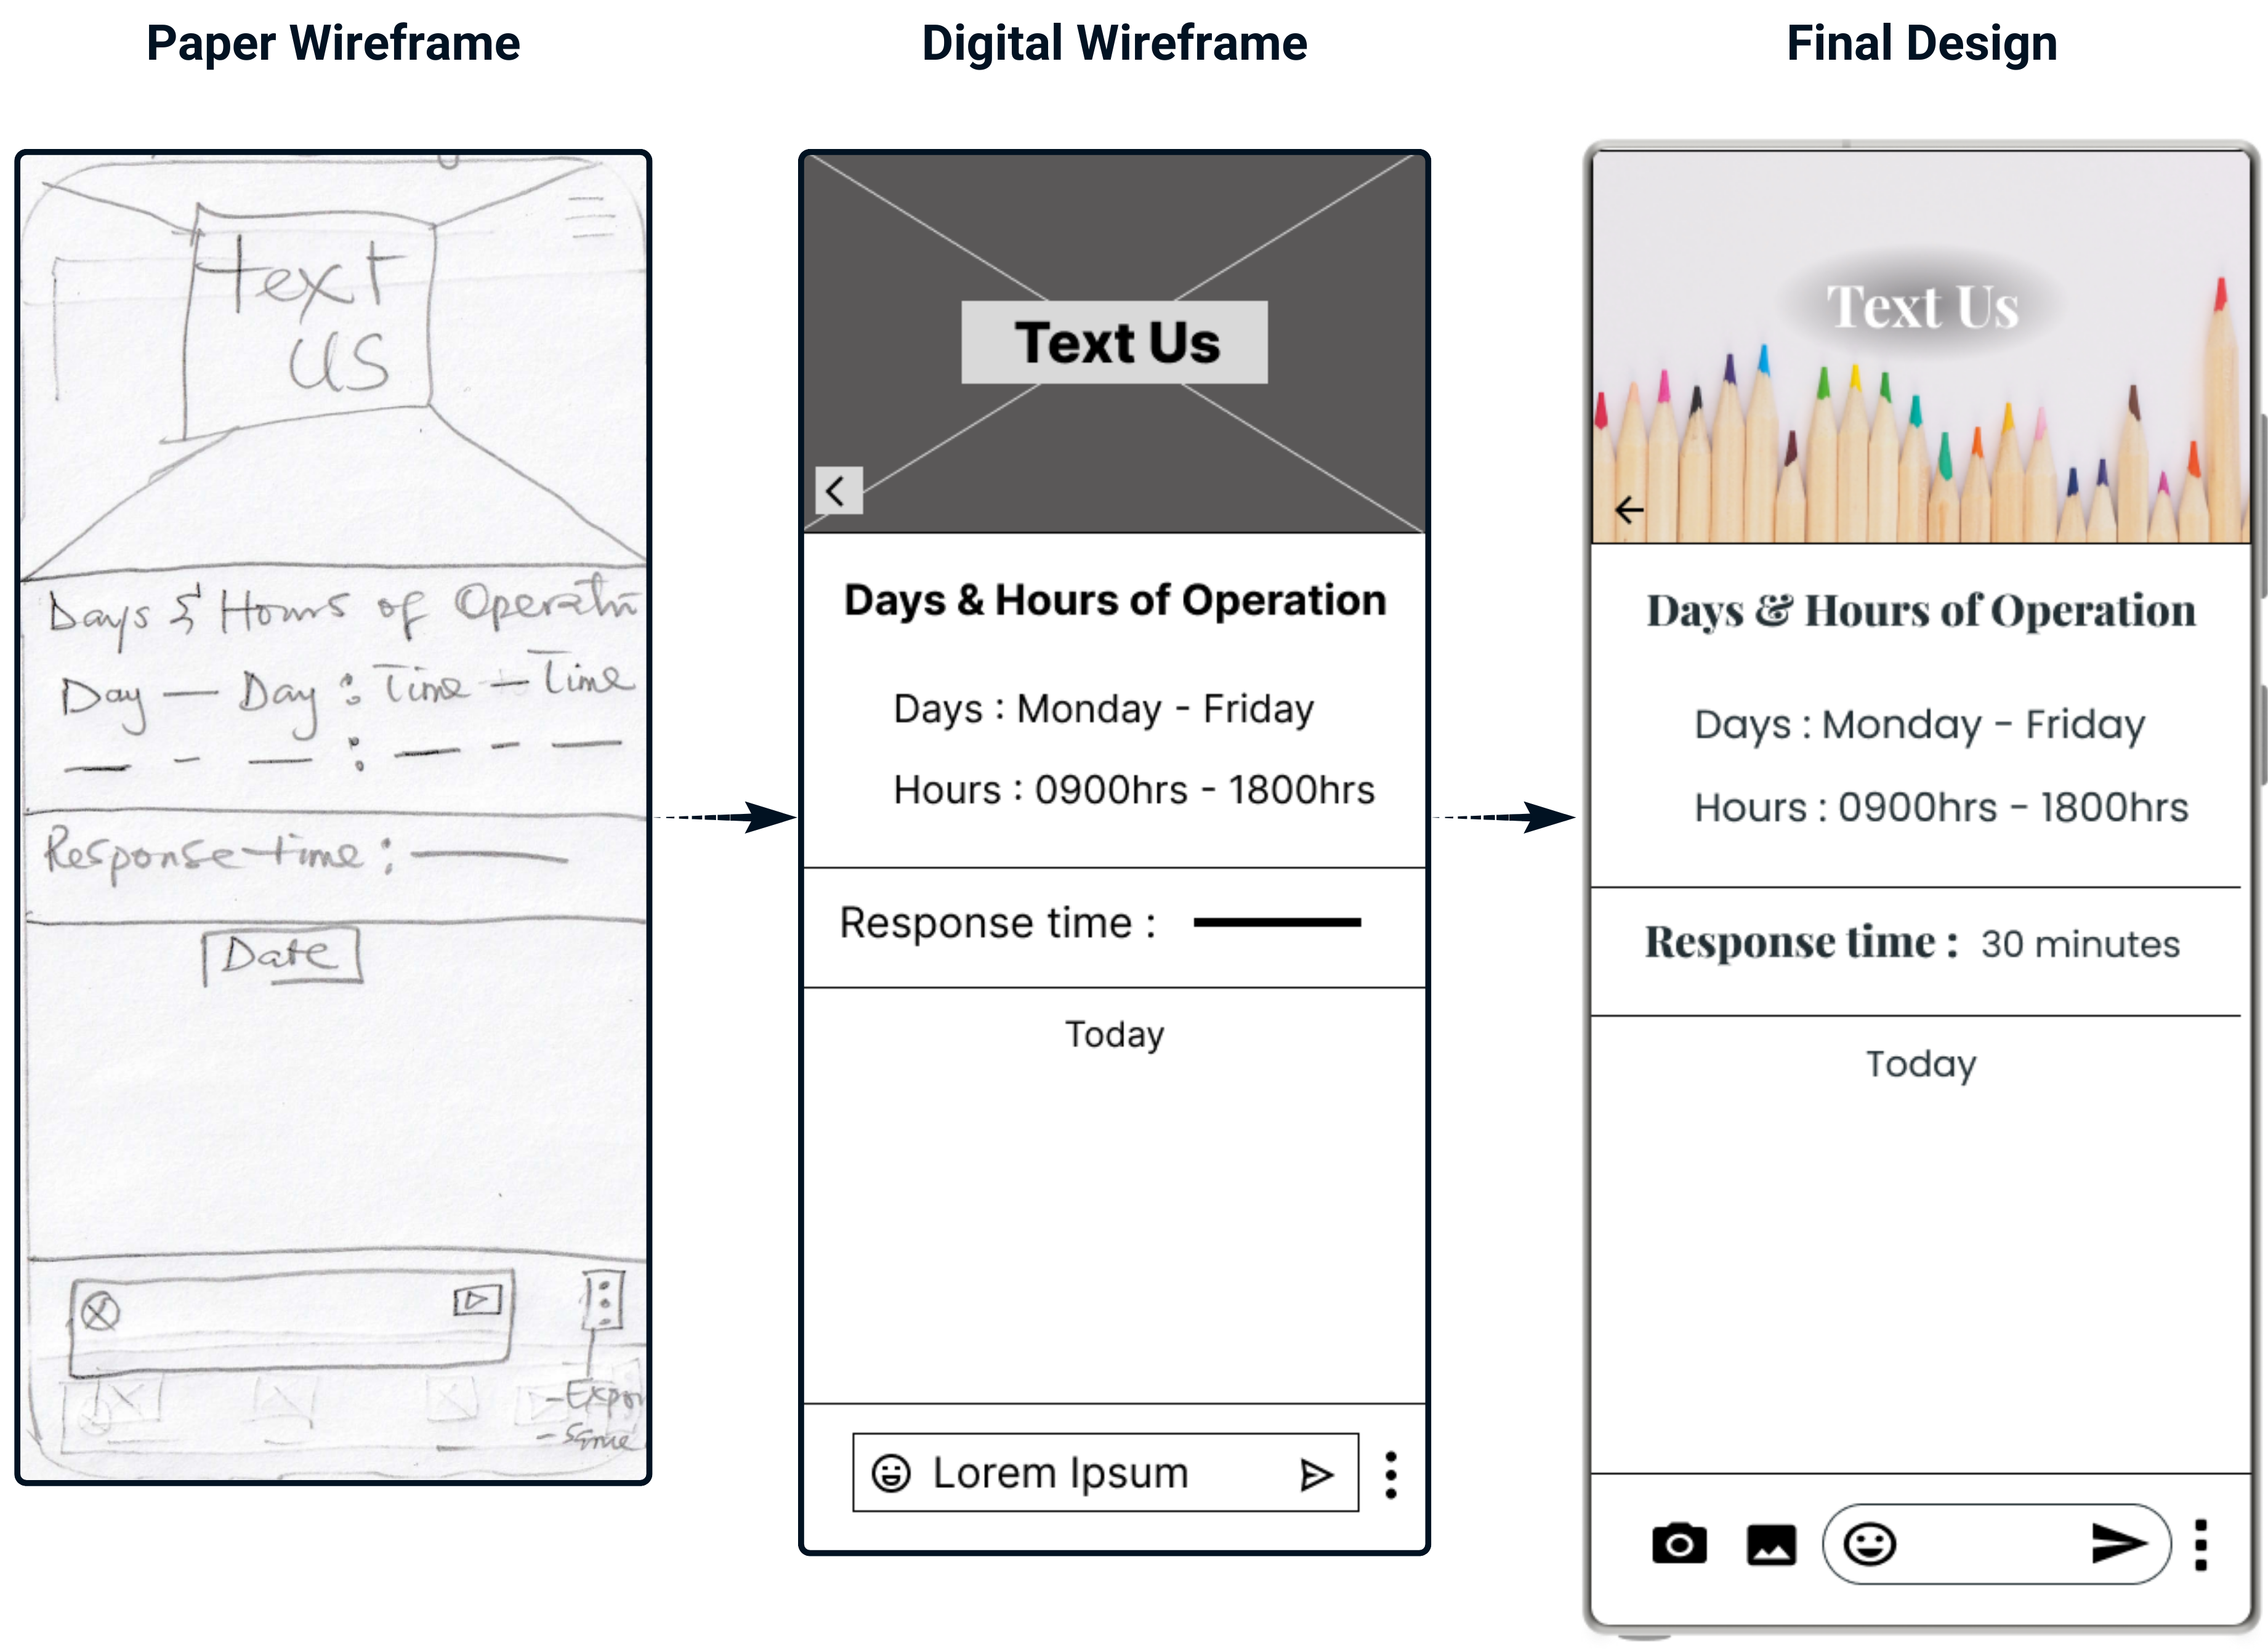 Paper Wireframe
Text
US
Days & Hours of Operatin
Day — Day : Time — Time
Response time :
Date
- Expor
- Same
Digital Wireframe
Text Us
Days & Hours of Operation
Days : Monday - Friday
Hours : 0900hrs - 1800hrs
Response time :
Today
Lorem Ipsum
Final Design
Text Us
Days & Hours of Operation
Days : Monday - Friday
Hours : 0900hrs - 1800hrs
Response time : 30 minutes
Today